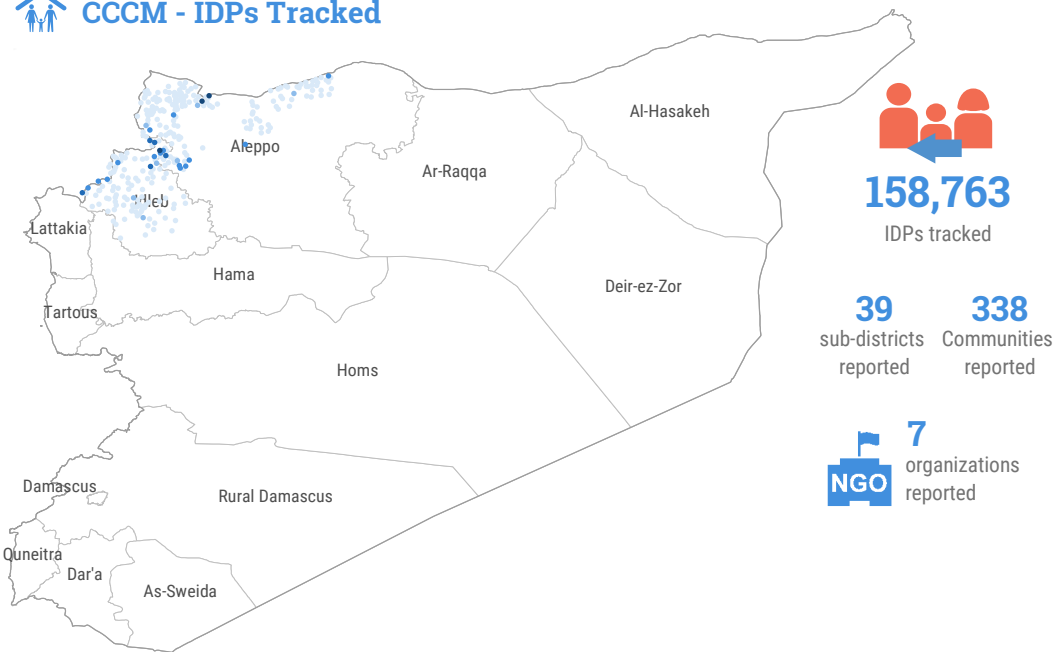 CCCM - IDPs Tracked
Al-Hasakeh
Aleppo
Ar-Raqqa
Idleb
Lattakia
Hama
Deir-ez-Zor
Tartous
Homs
Damascus
Rural Damascus
Quneitra
Dar'a
As-Sweida
158,763
IDPs tracked
39
sub-districts
reported
338
Communities
reported
NGO
7
organizations
reported